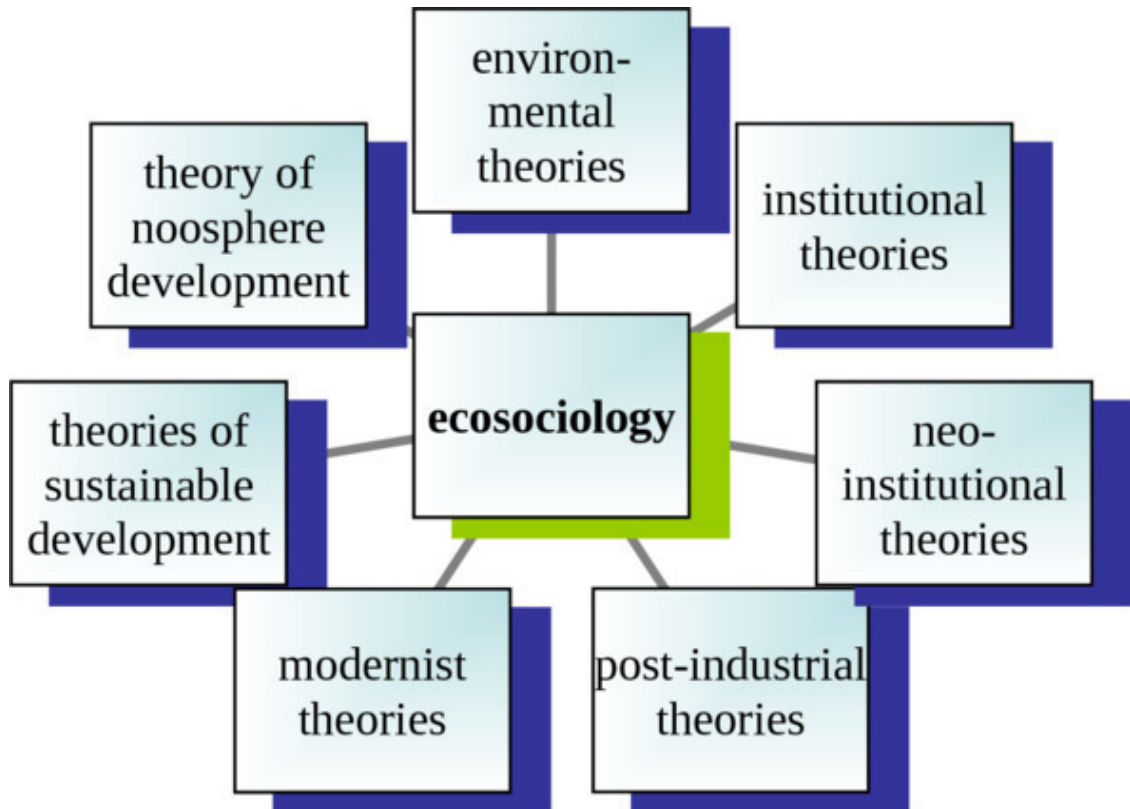 environ-
mental
theories
theory of
noosphere
development
institutional
theories
ecosociology
theories of
sustainable
development
neo-
institutional
theories
modernist
theories
post-industrial
theories